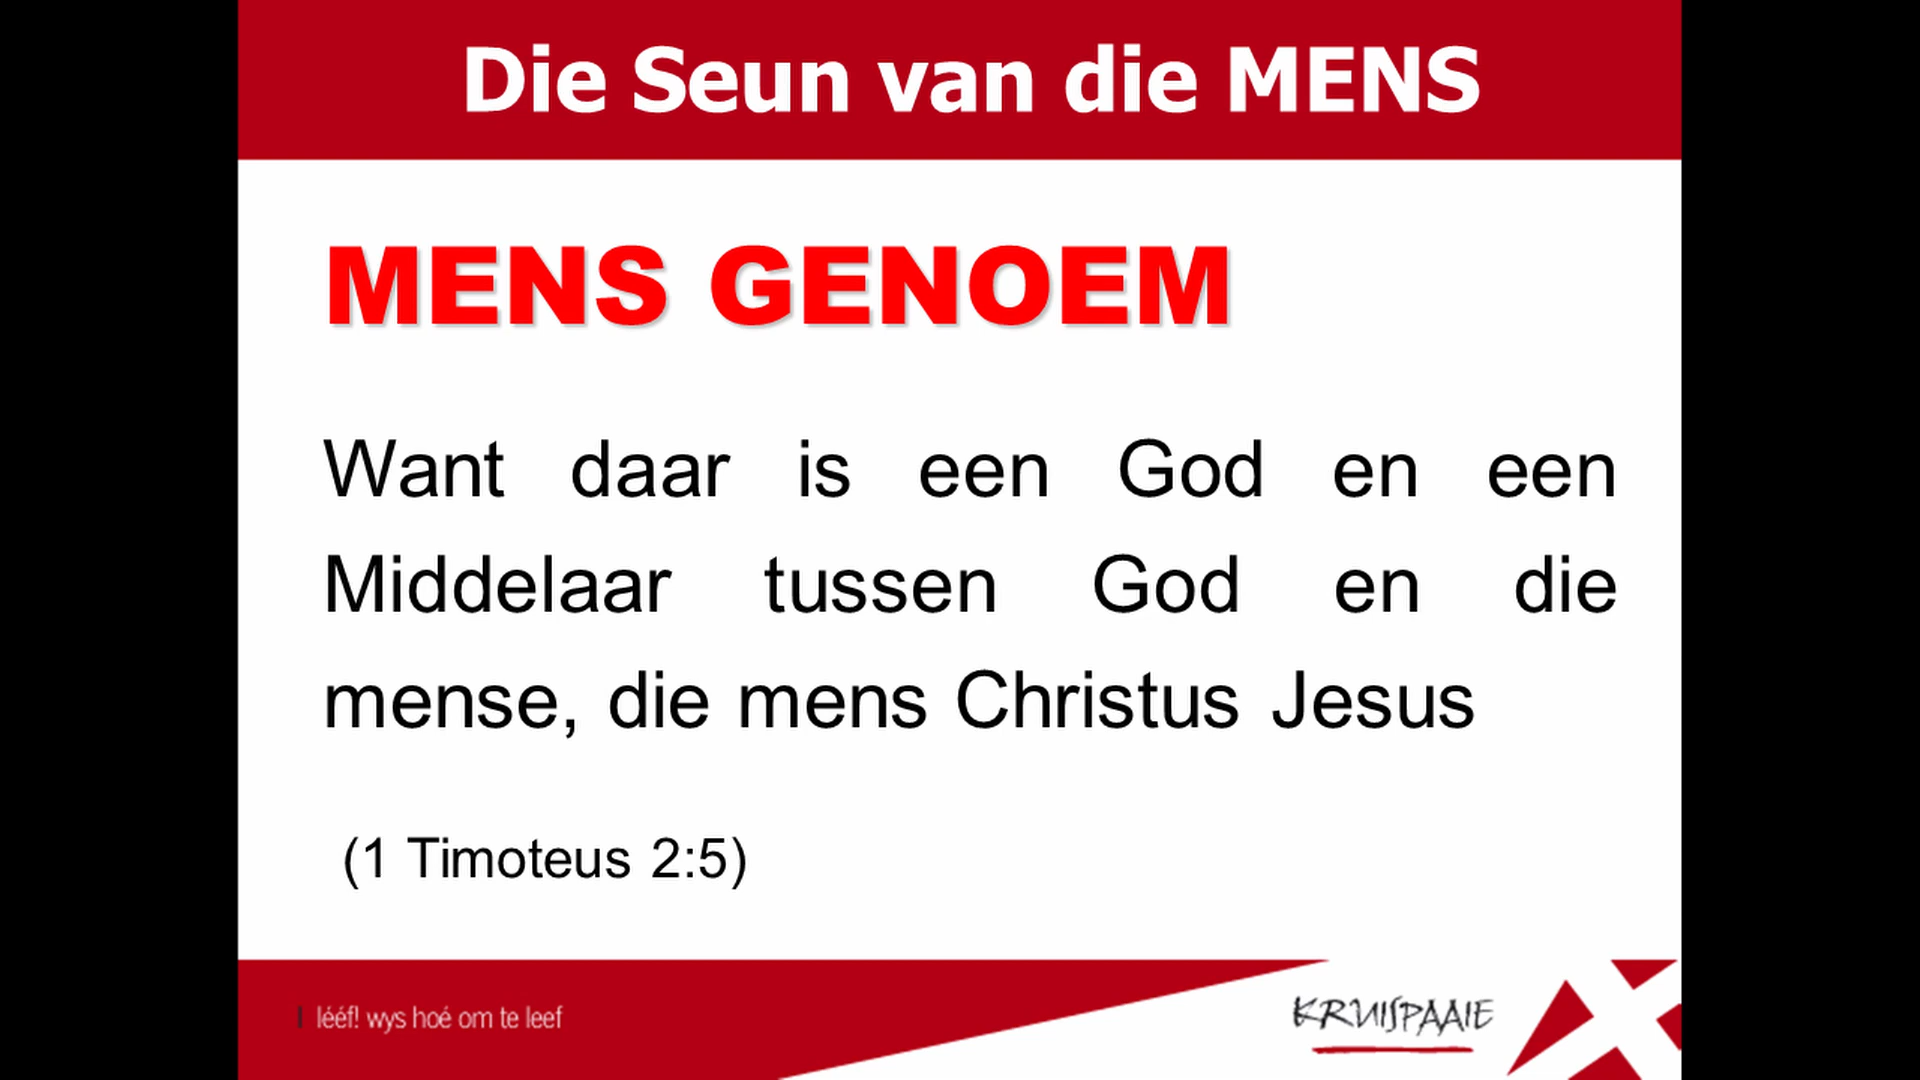 Die Seun van die MENS
MENS GENOEM
Want daar is een God en een
Middelaar tussen God en die
mense, die mens Christus Jesus
(1 Timoteus 2:5)
lééf! wys hoé om te leef
KRUISPAAIE